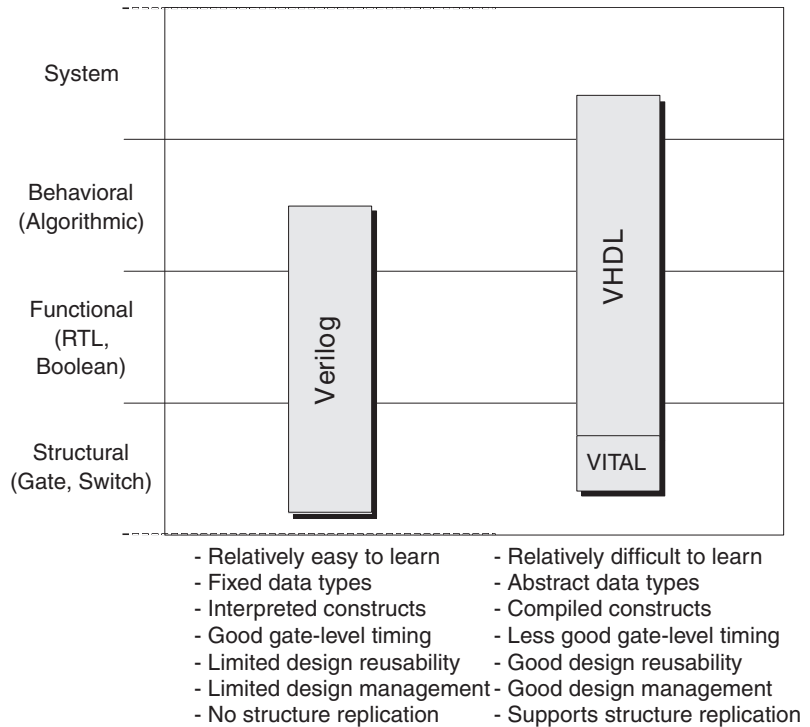 System
Behavioral
(Algorithmic)
Functional
(RTL,
Boolean)
Structural
(Gate, Switch)
Verilog
VHDL
VITAL
- Relatively easy to learn
- Fixed data types
- Interpreted constructs
- Good gate-level timing
- Limited design reusability
- Limited design management
- No structure replication
- Relatively difficult to learn
- Abstract data types
- Compiled constructs
- Less good gate-level timing
- Good design reusability
- Good design management
- Supports structure replication